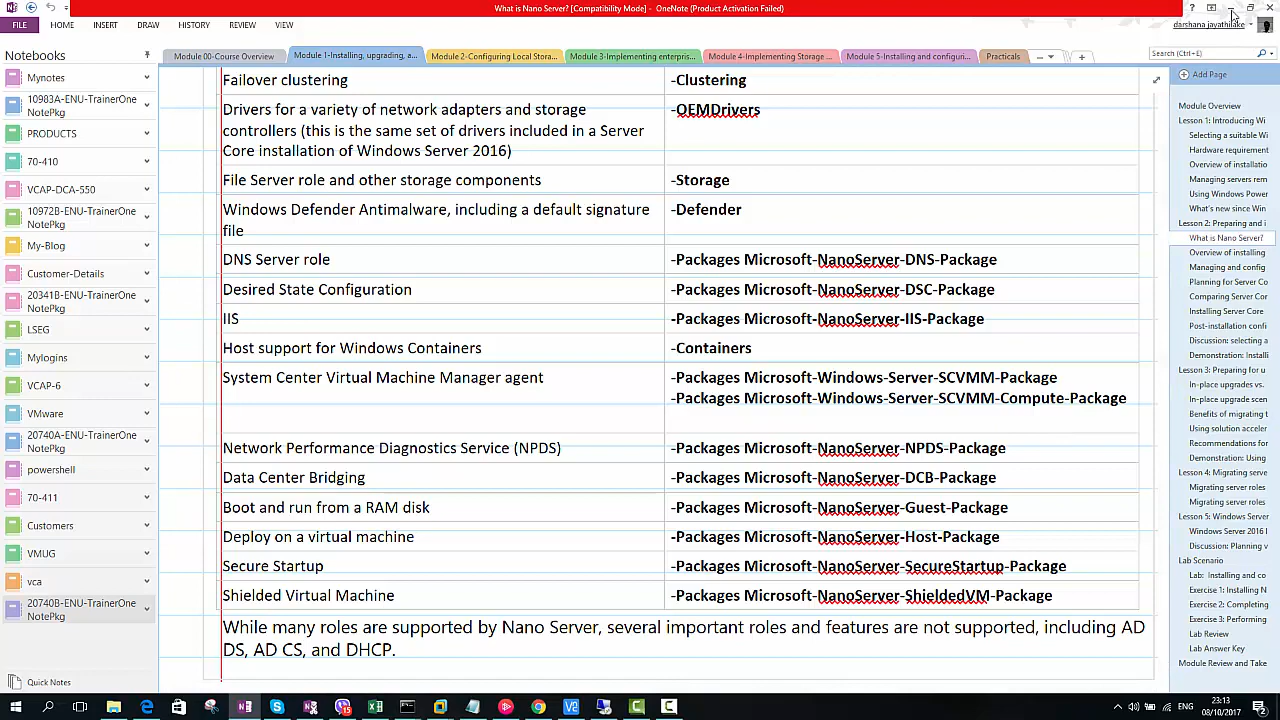 What is Nano Server? [Compatibility Mode] - OneNote (Product Activation Failed)
FILE HOME INSERT DRAW HISTORY REVIEW VIEW
darshana jayathilake
Notebooks
Module 00-Course Overview
Module 1-Installing, upgrading, a...
Module 2-Configuring Local Stora...
Module 3-Implementing enterpris...
Module 4-Implementing Storage ...
Module 5-Installing and configuri...
Practicals
Search (Ctrl+E)
Mynotes
10983A-ENU-TrainerOne
NotePkg
PRODUCTS
70-410
VCAP-DCA-550
10972B-ENU-TrainerOne
NotePkg
My-Blog
Customer-Details
20341B-ENU-TrainerOne
NotePkg
LSEG
Mylogins
VCAP-6
VMware
20740A-ENU-TrainerOne
NotePkg
powershell
70-411
Customers
VMUG
vca
20740B-ENU-TrainerOne
NotePkg
Quick Notes
Failover clustering -Clustering
Drivers for a variety of network adapters and storage -OEMDrivers
controllers (this is the same set of drivers included in a Server
Core installation of Windows Server 2016)
File Server role and other storage components -Storage
Windows Defender Antimalware, including a default signature -Defender
file
DNS Server role -Packages Microsoft-NanoServer-DNS-Package
Desired State Configuration -Packages Microsoft-NanoServer-DSC-Package
IIS -Packages Microsoft-NanoServer-IIS-Package
Host support for Windows Containers -Containers
System Center Virtual Machine Manager agent -Packages Microsoft-Windows-Server-SCVMM-Package
-Packages Microsoft-Windows-Server-SCVMM-Compute-Package
Network Performance Diagnostics Service (NPDS) -Packages Microsoft-NanoServer-NPDS-Package
Data Center Bridging -Packages Microsoft-NanoServer-DCB-Package
Boot and run from a RAM disk -Packages Microsoft-NanoServer-Guest-Package
Deploy on a virtual machine -Packages Microsoft-NanoServer-Host-Package
Secure Startup -Packages Microsoft-NanoServer-SecureStartup-Package
Shielded Virtual Machine -Packages Microsoft-NanoServer-ShieldedVM-Package
While many roles are supported by Nano Server, several important roles and features are not supported, including AD
DS, AD CS, and DHCP.
Add Page
Module Overview
Lesson 1: Introducing Wi
Selecting a suitable Wi
Hardware requirement
Overview of installatio
Managing servers rem
Using Windows Power
What's new since Win
Lesson 2: Preparing and i
What is Nano Server?
Overview of installing
Managing and config
Planning for Server Co
Comparing Server Cor
Installing Server Core
Post-installation confi
Discussion: selecting a
Demonstration: Installi
Lesson 3: Preparing for u
In-place upgrades vs.
In-place upgrade scen
Benefits of migrating t
Using solution acceler
Recommendations for
Demonstration: Using
Lesson 4: Migrating serve
Migrating server roles
Migrating server roles
Lesson 5: Windows Server
Windows Server 2016 l
Discussion: Planning v
Lab Scenario
Lab: Installing and co
Exercise 1: Installing N
Exercise 2: Completing
Exercise 3: Performing
Lab Review
Lab Answer Key
Module Review and Take
ENG
23:13
08/10/2017